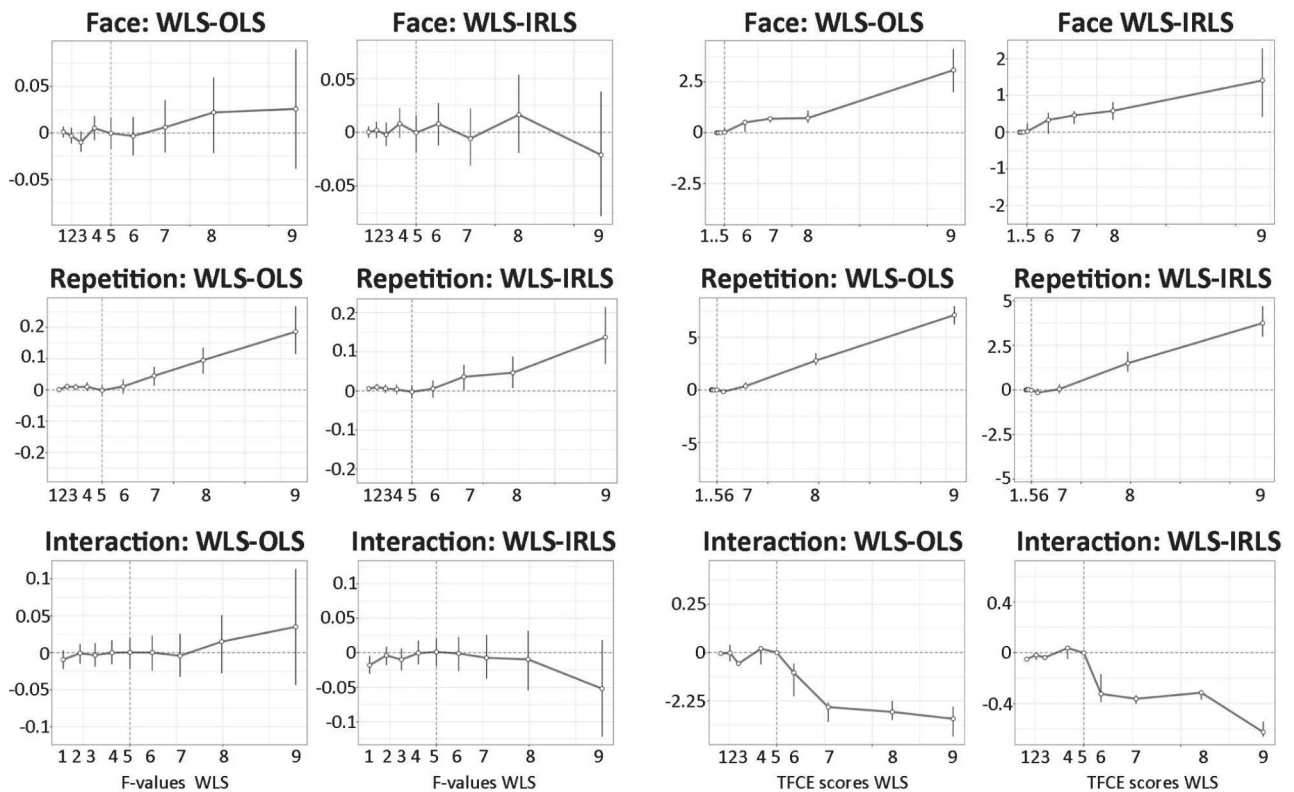 Face: WLS-OLS
0.05
0
-0.05
123 4 5 6 7 8 9
Face: WLS-IRLS
0.05
0
-0.05
123 4 5 6 7 8 9
Face: WLS-OLS
2.5
0
-2.5
1..5 6 7 8 9
Face WLS-IRLS
2
1
0
-1
-2
1..5 6 7 8 9
Repetition: WLS-OLS
0.2
0.1
0
-0.1
-0.2
123 4 5 6 7 8 9
Repetition: WLS-IRLS
0.2
0.1
0
-0.1
-0.2
1234 5 6 7 8 9
Repetition: WLS-OLS
5
0
-5
1..56 7 8 9
Repetition: WLS-IRLS
5
2.5
0
-2.5
-5
1..56 7 8 9
Interaction: WLS-OLS
0.1
0.05
0
-0.05
-0.1
1 2 3 4 5 6 7 8 9
F-values WLS
Interaction: WLS-IRLS
0.1
0.05
0
-0.05
-0.1
1 2 3 4 5 6 7 8 9
F-values WLS
Interaction: WLS-OLS
0.25
0
-2.25
123 4 5 6 7 8 9
TFCE scores WLS
Interaction: WLS-IRLS
0.4
0
-0.4
123 4 5 6 7 8 9
TFCE scores WLS